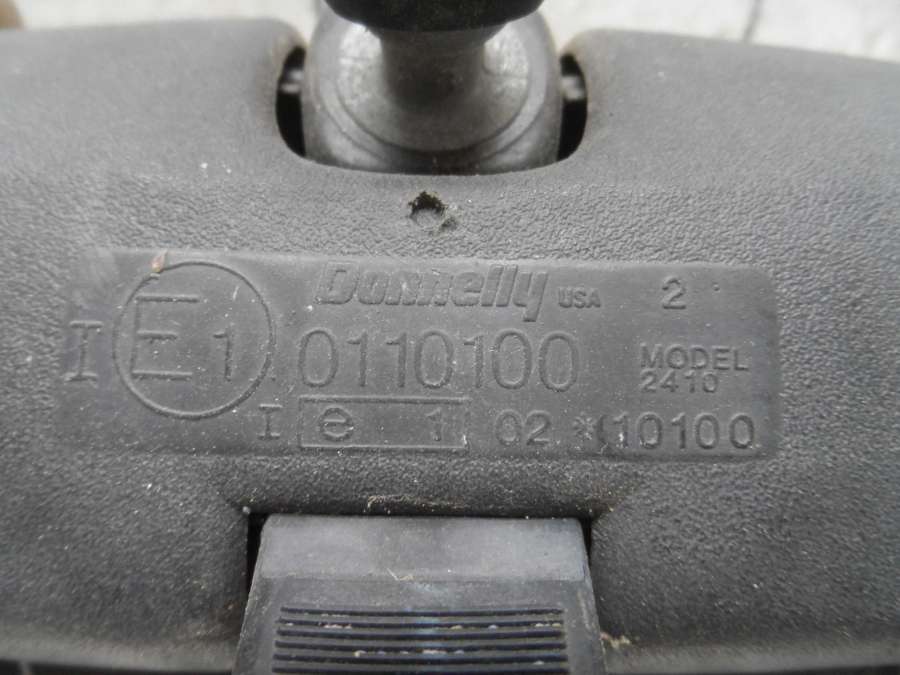 Donnelly USA 2
I E1 0110100 MODEL
2410
I e 1 02 *10100